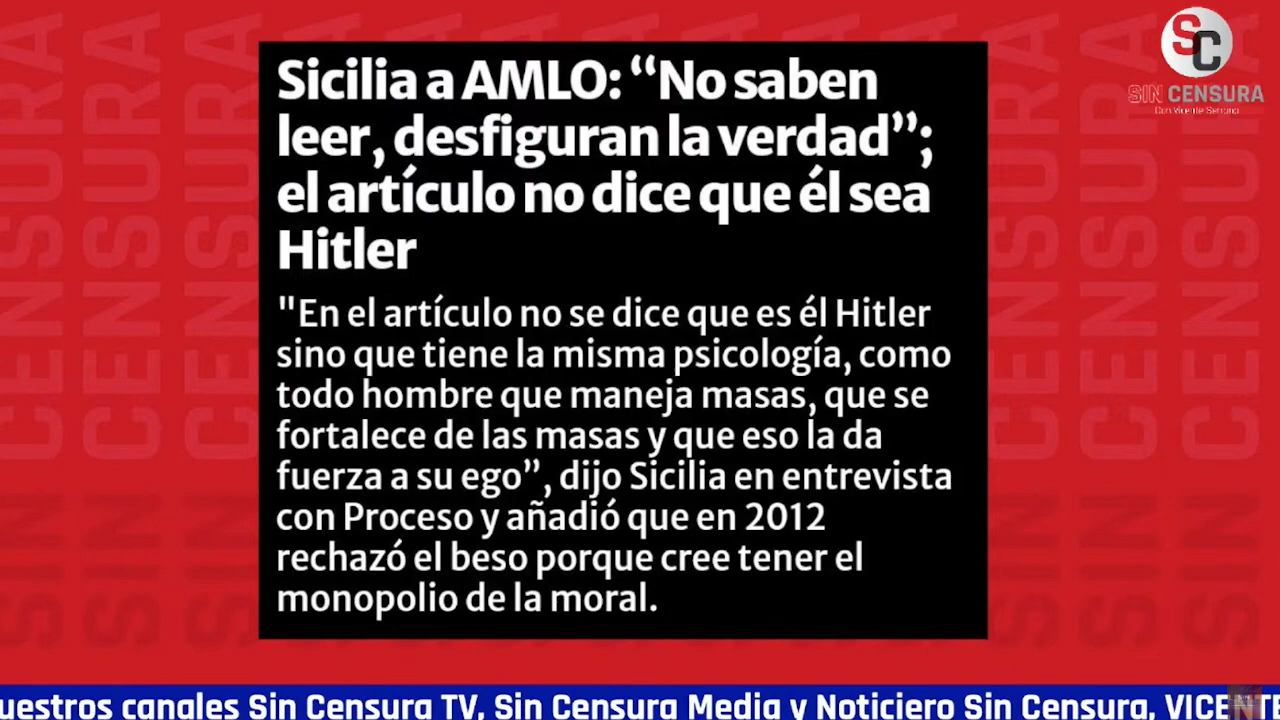 SC
SIN CENSURA
Con Vicente Serrano
Sicilia a AMLO: “No saben
leer, desfiguran la verdad”;
el artículo no dice que él sea
Hitler
"En el artículo no se dice que es él Hitler
sino que tiene la misma psicología, como
todo hombre que maneja masas, que se
fortalece de las masas y que eso la da
fuerza a su ego”, dijo Sicilia en entrevista
con Proceso y añadió que en 2012
rechazó el beso porque cree tener el
monopolio de la moral.
uestros canales Sin Censura TV, Sin Censura Media y Noticiero Sin Censura, VICENTE